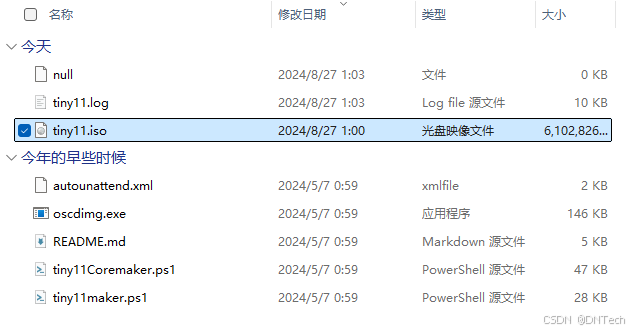 名称 修改日期 类型 大小
今天
null 2024/8/27 1:03 文件 0 KB
tiny11.log 2024/8/27 1:03 Log file 源文件 10 KB
tiny11.iso 2024/8/27 1:00 光盘映像文件 6,102,826...
今年的早些时候
autounattend.xml 2024/5/7 0:59 xmlfile 2 KB
oscdimg.exe 2024/5/7 0:59 应用程序 146 KB
README.md 2024/5/7 0:59 Markdown 源文件 5 KB
tiny11Coremaker.ps1 2024/5/7 0:59 PowerShell 源文件 47 KB
tiny11maker.ps1 2024/5/7 0:59 PowerShell 源文件 28 KB
CSDN @DNTech